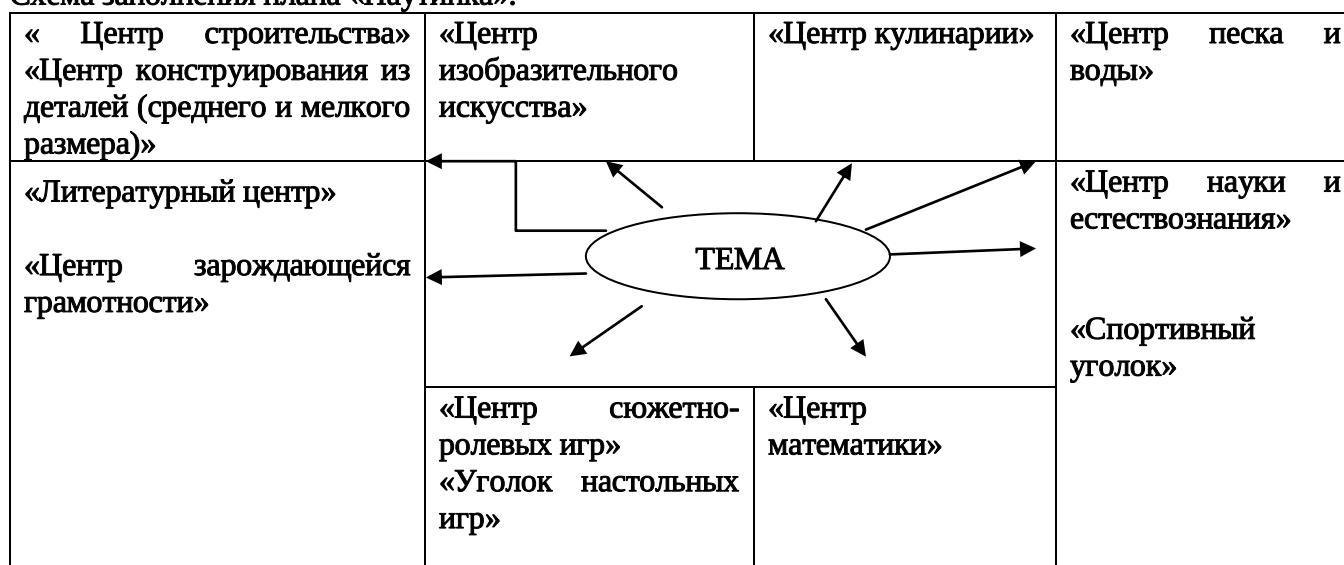 Схема заполнения плана «Паутинка».
« Центр строительства»
«Центр конструирования из
деталей (среднего и мелкого
размера)»
«Центр
изобразительного
искусства»
«Центр кулинарии»
«Центр песка и
воды»
«Литературный центр»
«Центр зарождающейся
грамотности»
ТЕМА
«Центр науки и
естествознания»
«Спортивный
уголок»
«Центр сюжетно-
ролевых игр»
«Уголок настольных
игр»
«Центр
математики»